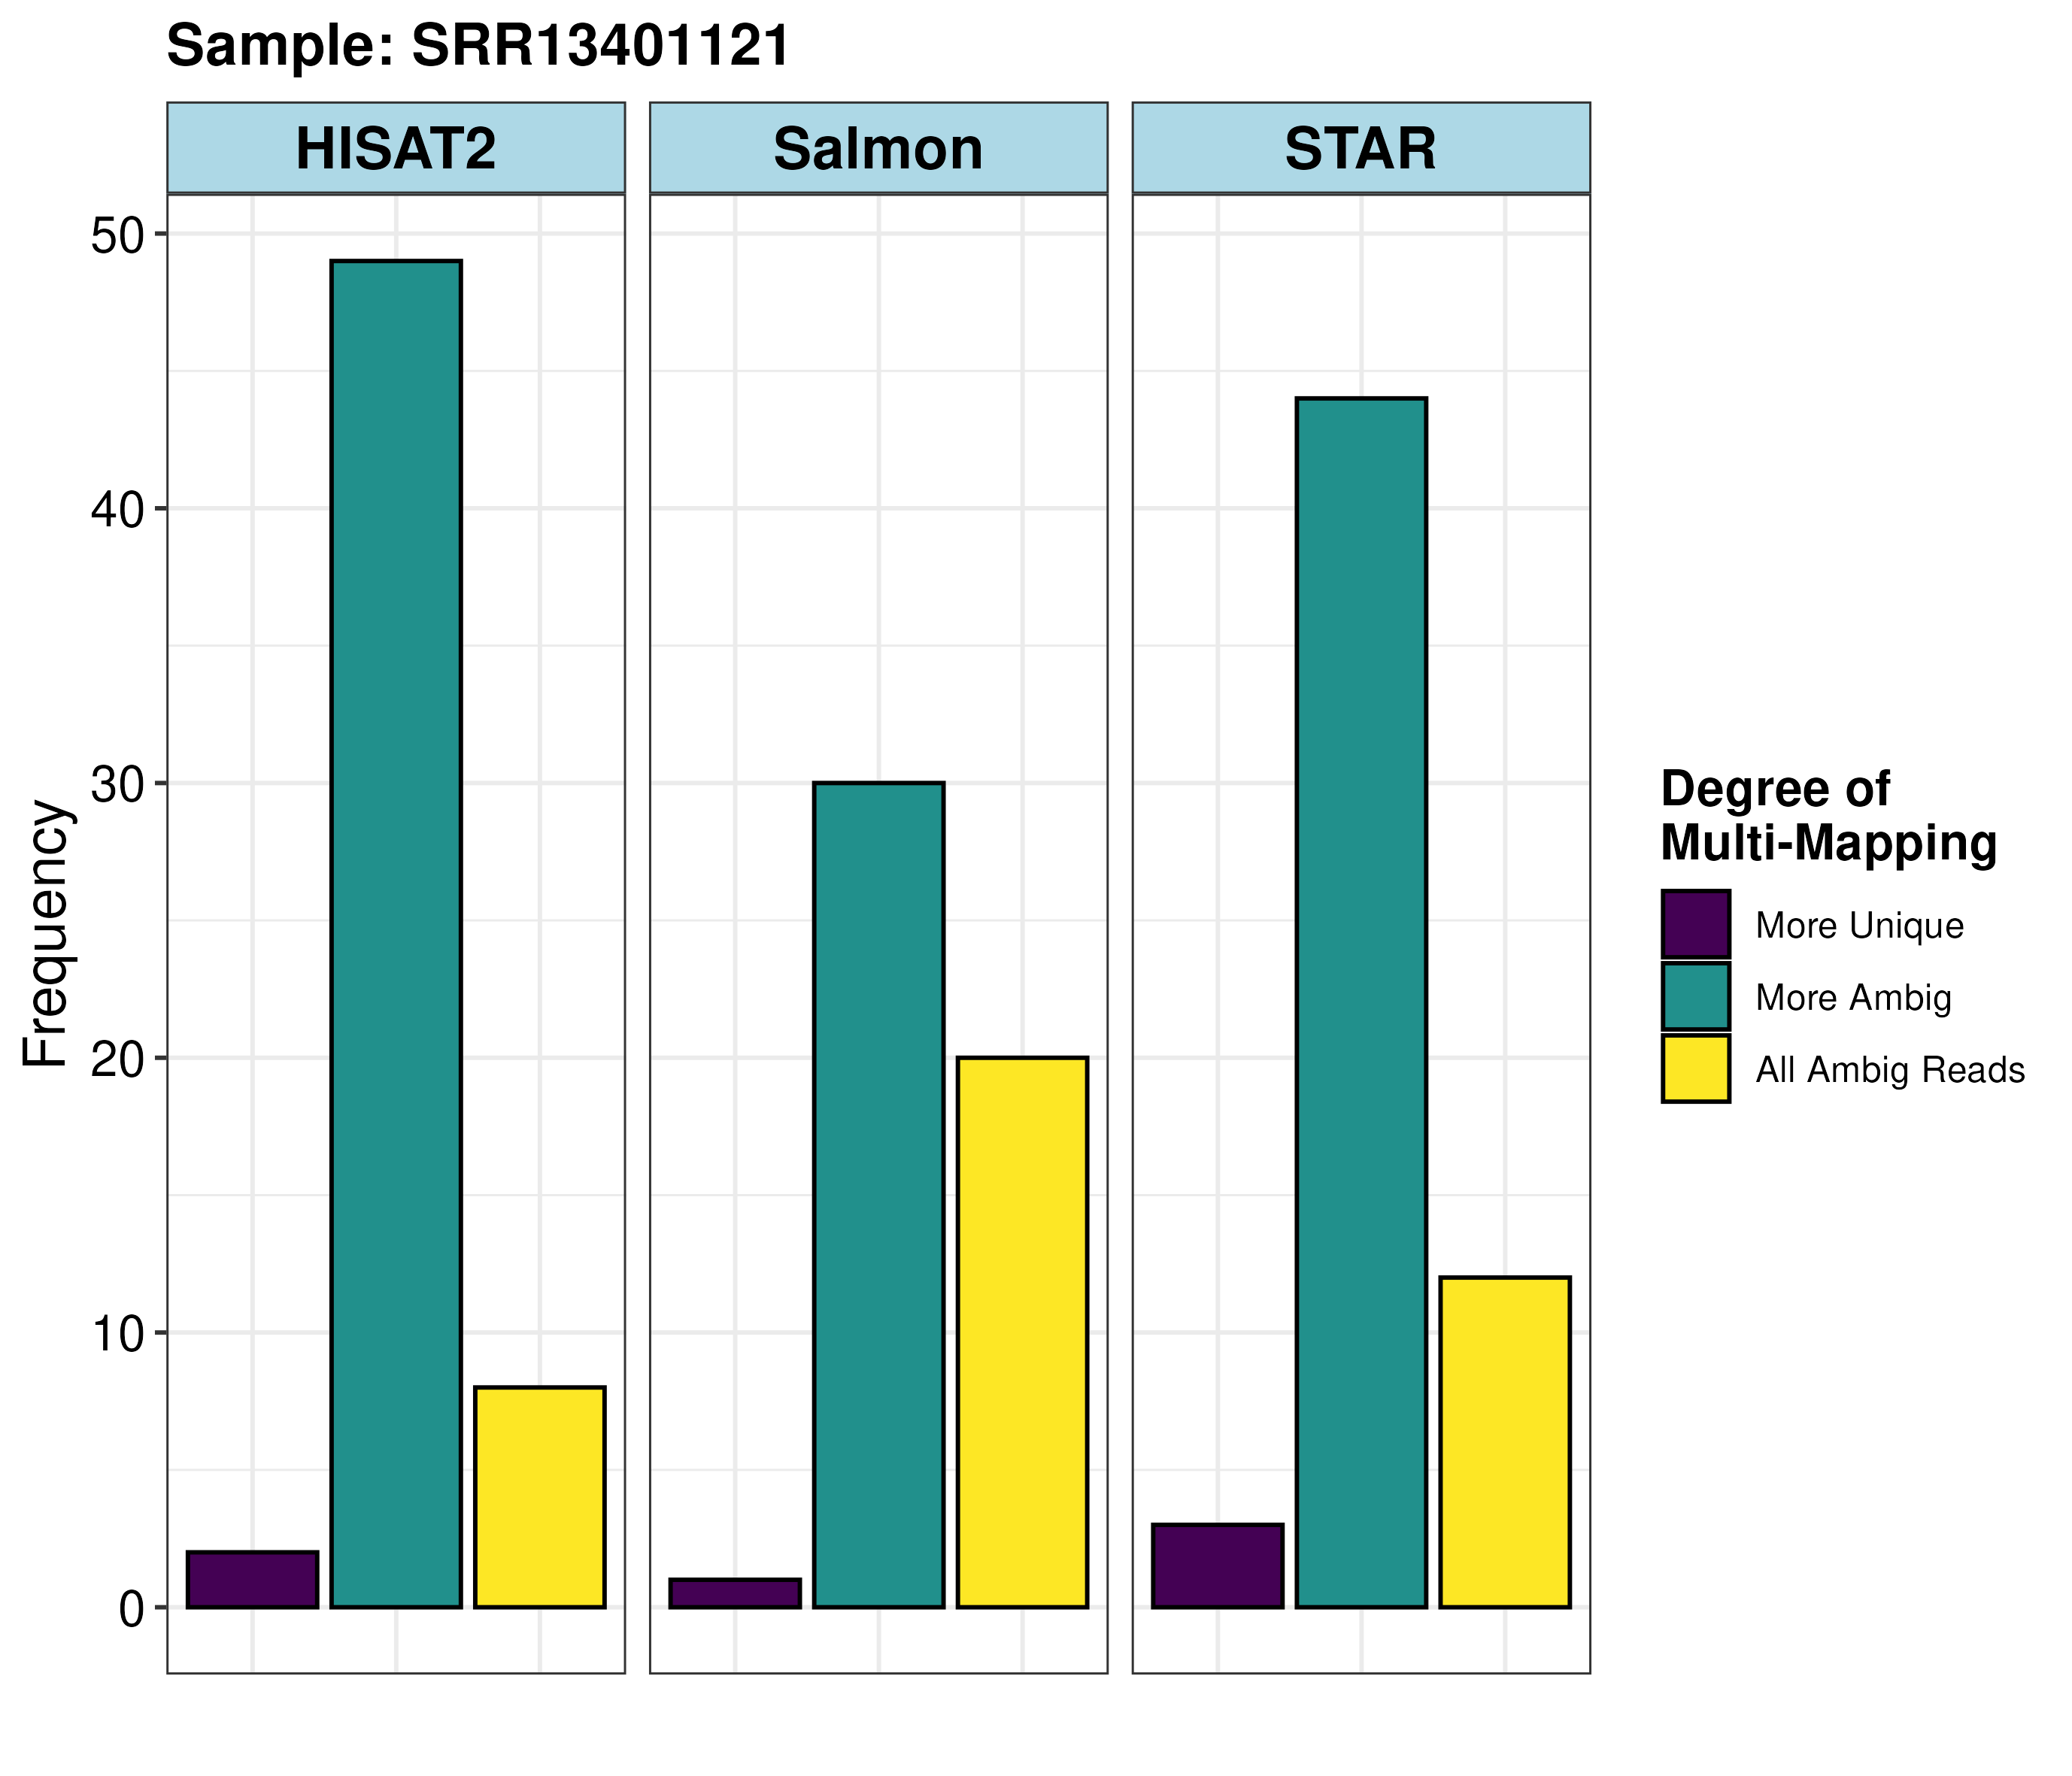 Sample: SRR13401121
HISAT2
Salmon
STAR
50
40
30
20
10
0
Frequency
Degree of
Multi-Mapping
More Unique
More Ambig
All Ambig Reads